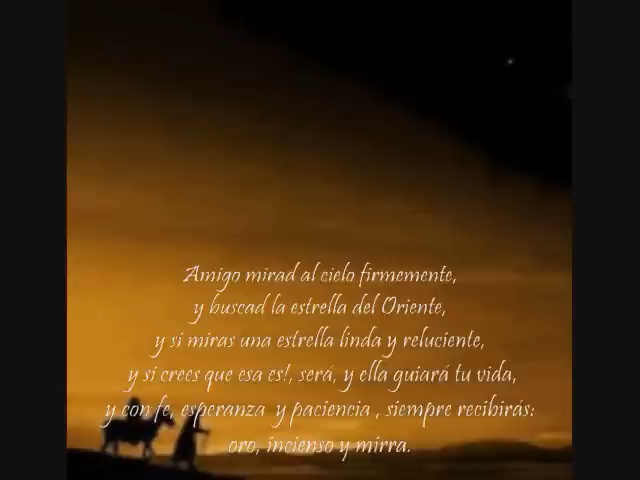 Amigo mirad al cielo firmemente,
y buscad la estrella del Oriente,
y si miras una estrella linda y reluciente,
y si crees que esa es!, será, y ella guiará tu vida,
y con fe, esperanza y paciencia , siempre recibirás:
oro, incienso y mirra.